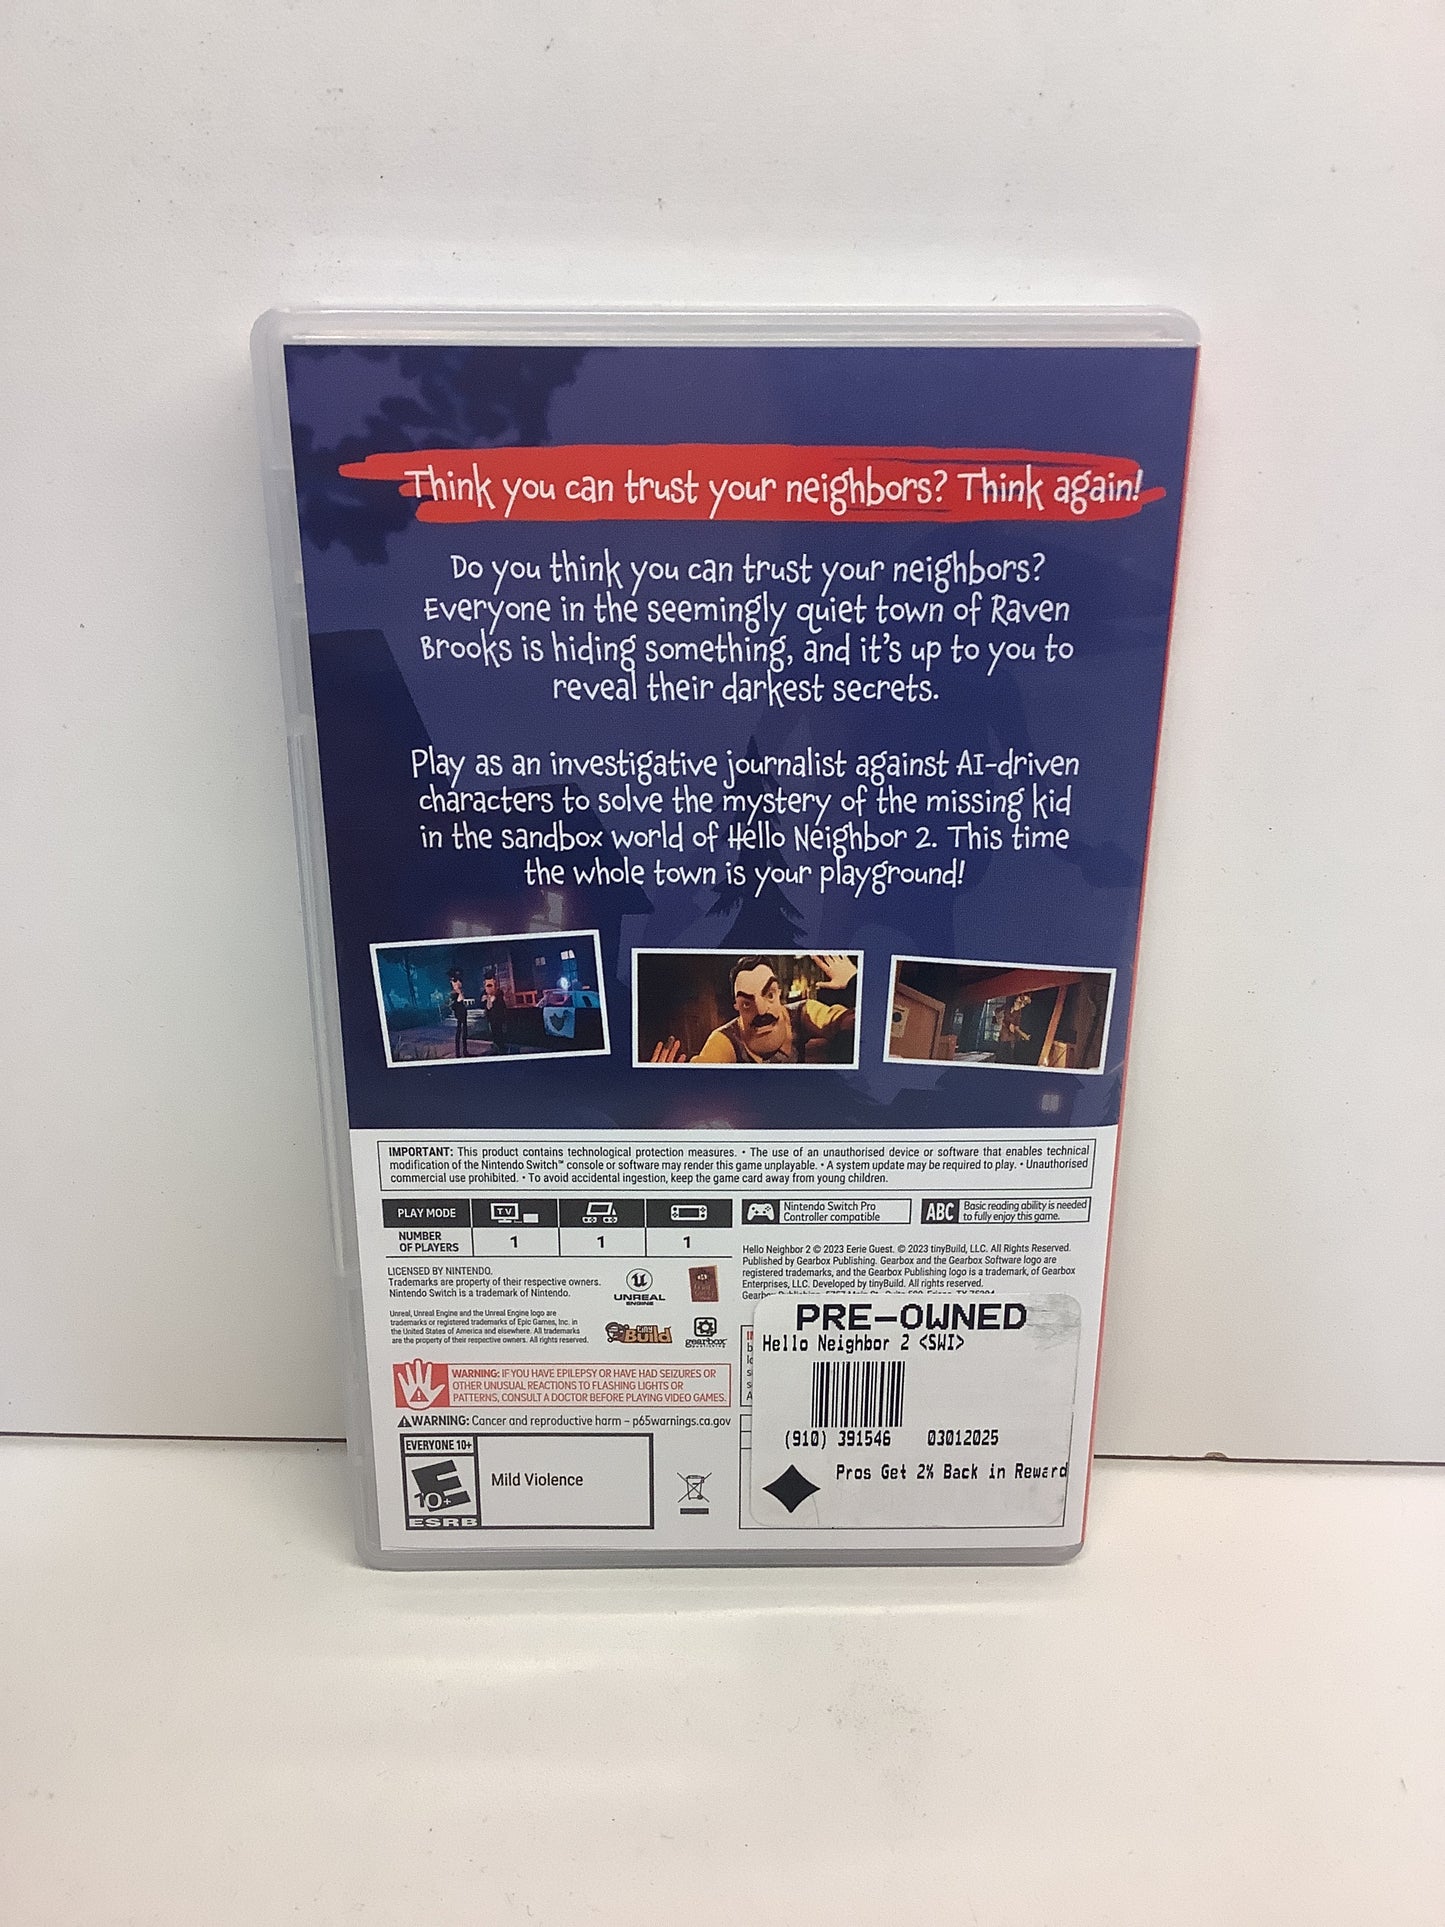 Think you can trust your neighbors? Think again!
Do you think you can trust your neighbors?
Everyone in the seemingly quiet town of Raven
Brooks is hiding something, and it's up to you to
reveal their darkest secrets.
Play as an investigative journalist against AI-driven
characters to solve the mystery of the missing kid
in the sandbox world of Hello Neighbor 2. This time
the whole town is your playground!
IMPORTANT: This product contains technological protection measures. • The use of an unauthorised device or software that enables technical
modification of the Nintendo Switch™ console or software may render this game unplayable. • A system update may be required to play. • Unauthorised
commercial use prohibited. • To avoid accidental ingestion, keep the game card away from young children.
PLAY MODE
TV
NUMBER
OF PLAYERS
1 1 1
Nintendo Switch Pro
Controller compatible
ABC
Basic reading ability is needed
to fully enjoy this game.
LICENSED BY NINTENDO.
Trademarks are property of their respective owners.
Nintendo Switch is a trademark of Nintendo.
Unreal, Unreal Engine and the Unreal Engine logo are
trademarks or registered trademarks of Epic Games, Inc. in
the United States of America and elsewhere. All trademarks
are the property of their respective owners. All rights reserved.
UNREAL
ENGINE
tiny
Build
gearbox
PUBLISHING
Hello Neighbor 2 © 2023 Eerie Guest. © 2023 tinyBuild, LLC. All Rights Reserved.
Published by Gearbox Publishing. Gearbox and the Gearbox Software logo are
registered trademarks, and the Gearbox Publishing logo is a trademark, of Gearbox
Enterprises, LLC. Developed by tinyBuild. All rights reserved.
WARNING: IF YOU HAVE EPILEPSY OR HAVE HAD SEIZURES OR
OTHER UNUSUAL REACTIONS TO FLASHING LIGHTS OR
PATTERNS, CONSULT A DOCTOR BEFORE PLAYING VIDEO GAMES.
WARNING: Cancer and reproductive harm – p65warnings.ca.gov
EVERYONE 10+
E
10+
ESRB
Mild Violence
PRE-OWNED
Hello Neighbor 2 <SWI>
(910) 391546 03012025
Pros Get 2% Back in Reward